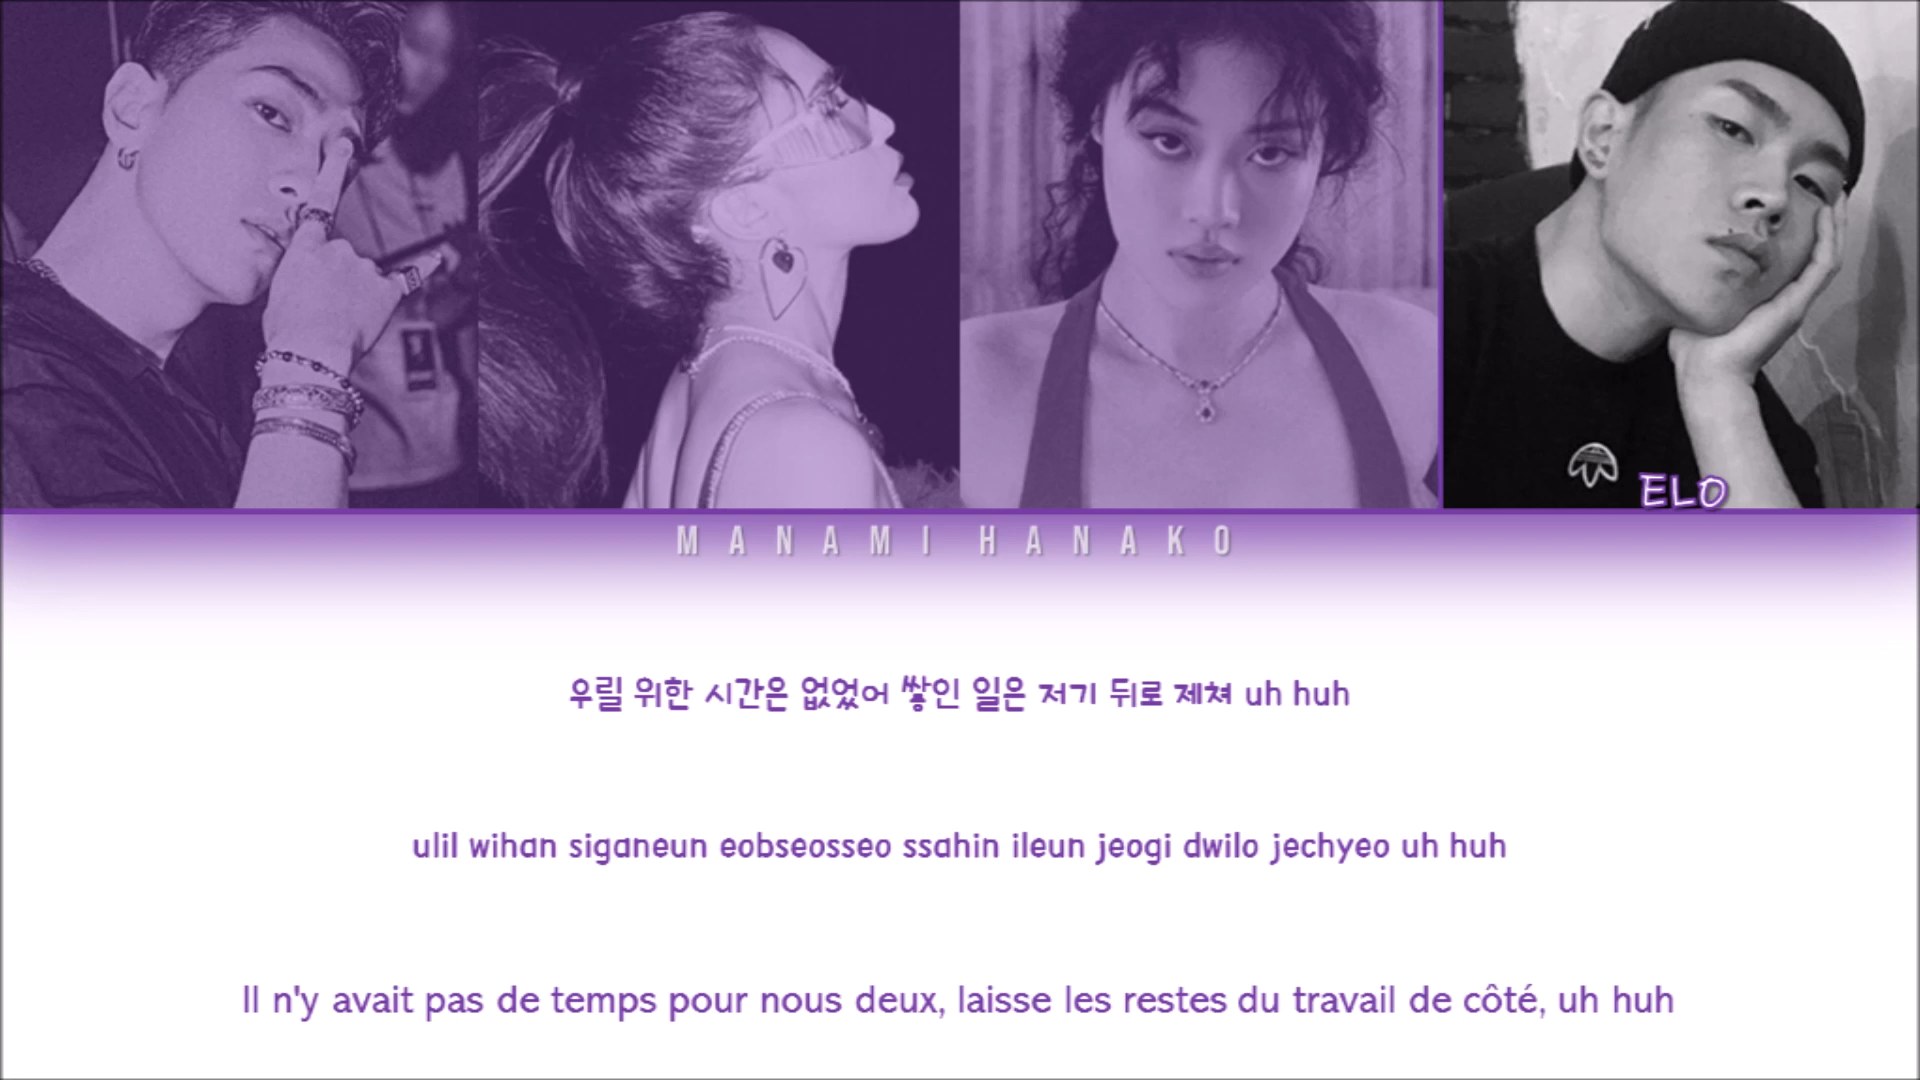 ELO
MANAMI HANAKO
우릴 위한 시간은 없었어 쌓인 일은 저기 뒤로 제쳐 uh huh
ulil wihan siganeun eobseosseo ssahin ileun jeogi dwilo jechyeo uh huh
Il n'y avait pas de temps pour nous deux, laisse les restes du travail de côté, uh huh